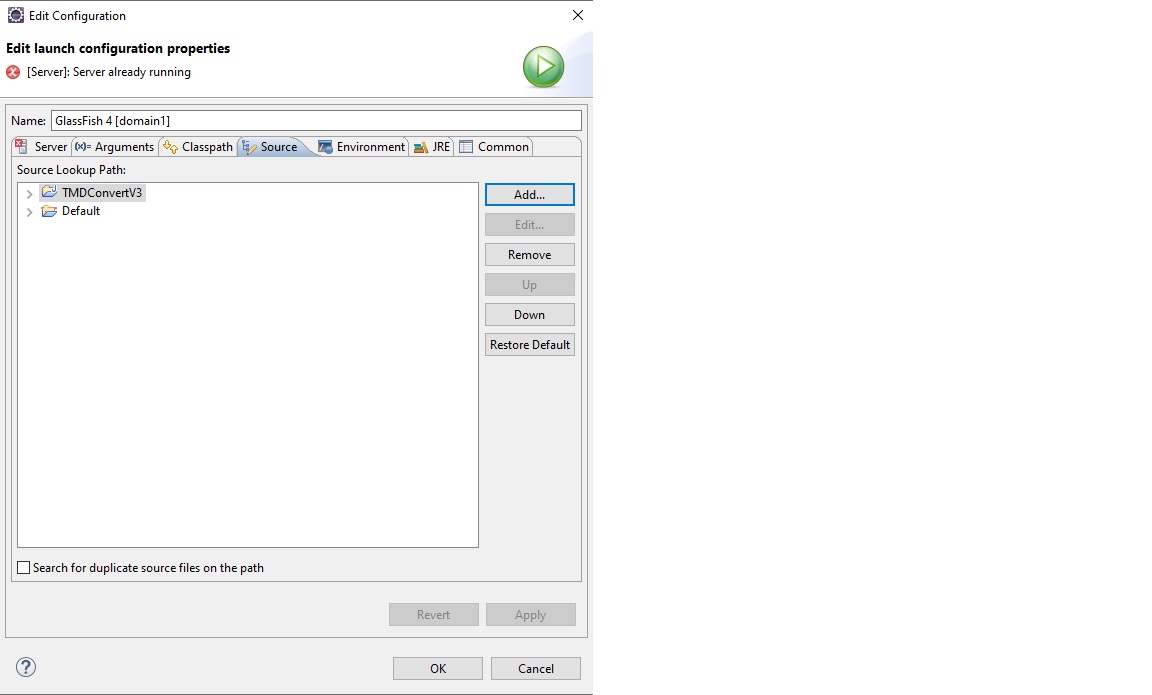 Edit Configuration
Edit launch configuration properties
[Server]: Server already running
Name: GlassFish 4 [domain1]
Server (x)= Arguments Classpath Source Environment JRE Common
Source Lookup Path:
TMDConvertV3
Default
Add...
Edit...
Remove
Up
Down
Restore Default
Search for duplicate source files on the path
Revert Apply
? OK Cancel